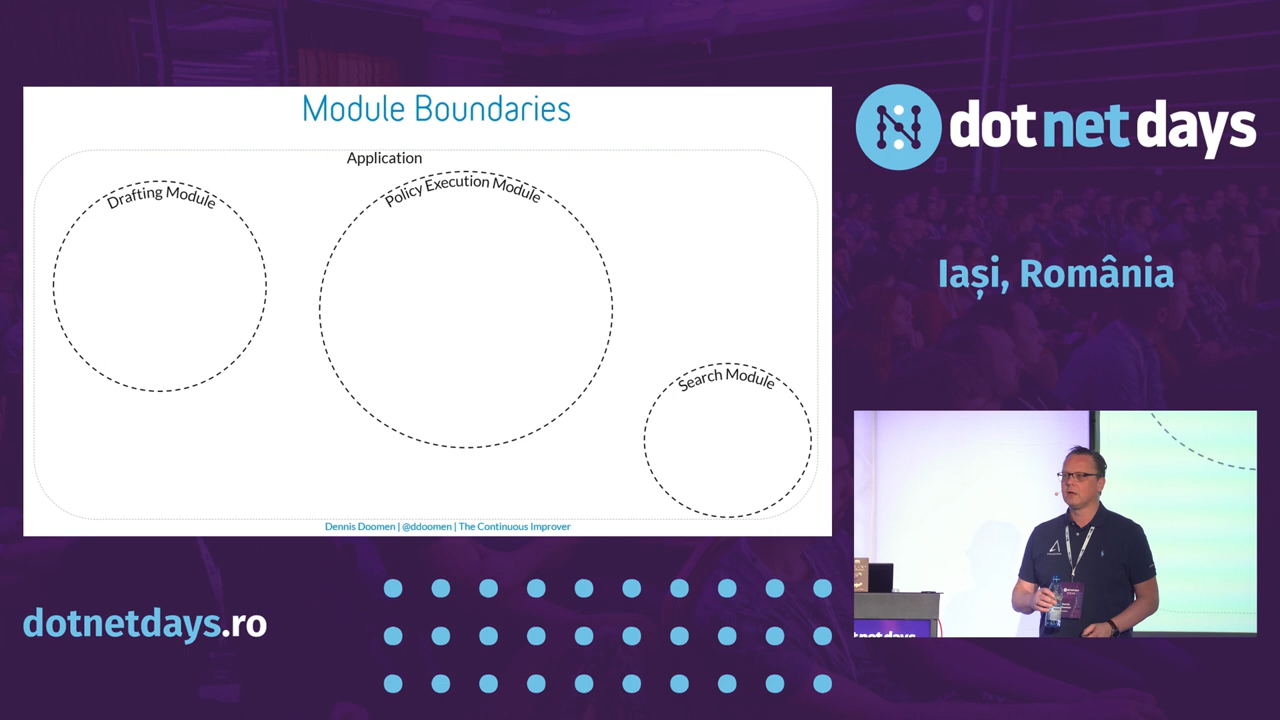 Module Boundaries
Application
Drafting Module
Policy Execution Module
Search Module
Dennis Doomen | @ddoomen | The Continuous Improver
dotnetdays
Iași, România
dotnetdays.ro